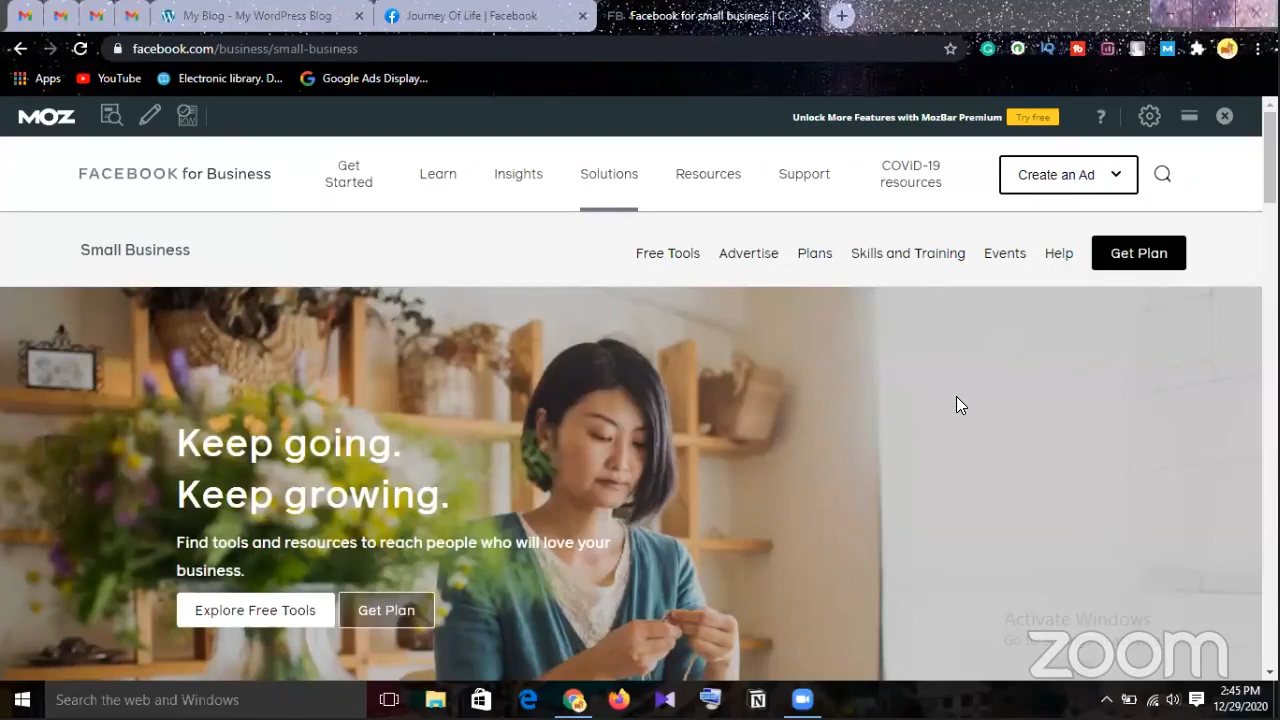 My Blog - My WordPress Blog
Journey Of Life | Facebook
Facebook for small business | Co
facebook.com/business/small-business
Apps
YouTube
Electronic library. D...
Google Ads Display...
MOZ
Unlock More Features with MozBar Premium
Try free
?
FACEBOOK for Business
Get
Started
Learn
Insights
Solutions
Resources
Support
COVID-19
resources
Create an Ad
Small Business
Free Tools
Advertise
Plans
Skills and Training
Events
Help
Get Plan
Keep going.
Keep growing.
Find tools and resources to reach people who will love your
business.
Explore Free Tools
Get Plan
Activate Windows
Go to
zoom
Search the web and Windows
2:45 PM
12/29/2020